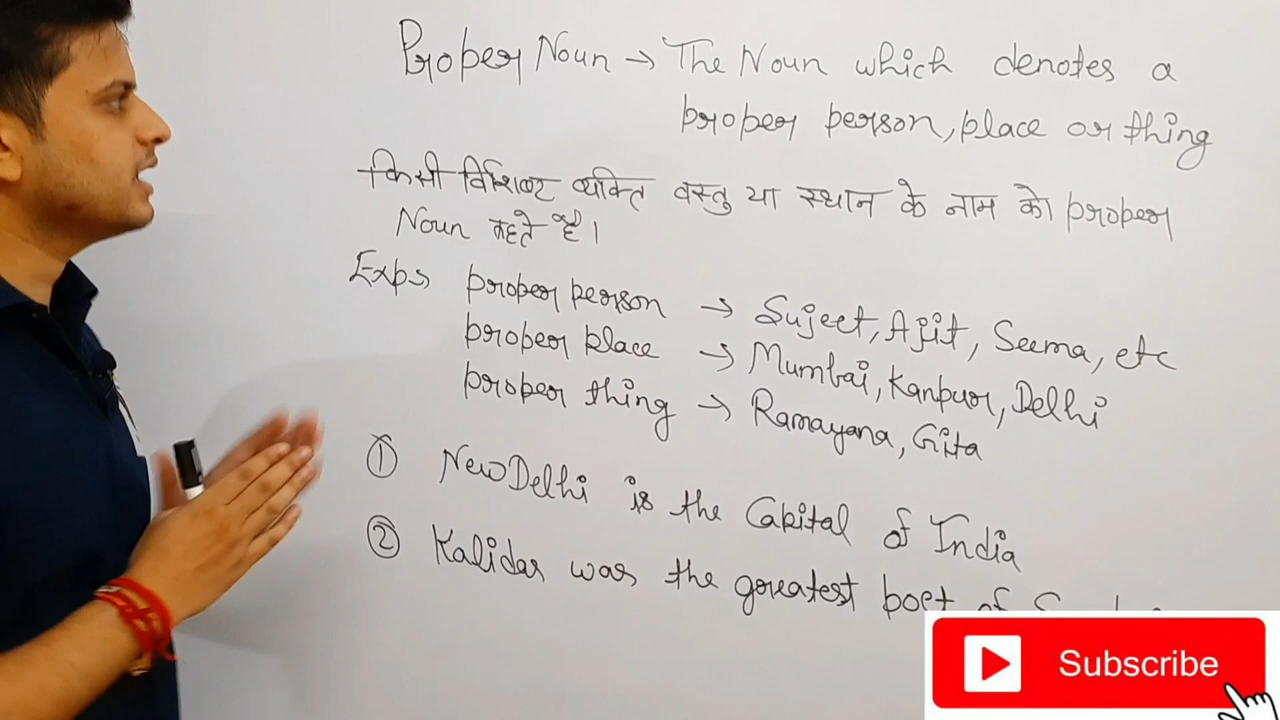 Proper Noun → The Noun which denotes a
proper person, place or thing
किसी विशिष्ट व्यक्ति वस्तु या स्थान के नाम को proper
Noun कहते है।
Exps proper person → Sujeet, Ajit, Seema, etc
proper place → Mumbai, Kanpur, Delhi
proper thing → Ramayana, Gita
① New Delhi is the Capital of India
② Kalidas was the greatest poet of
Subscribe